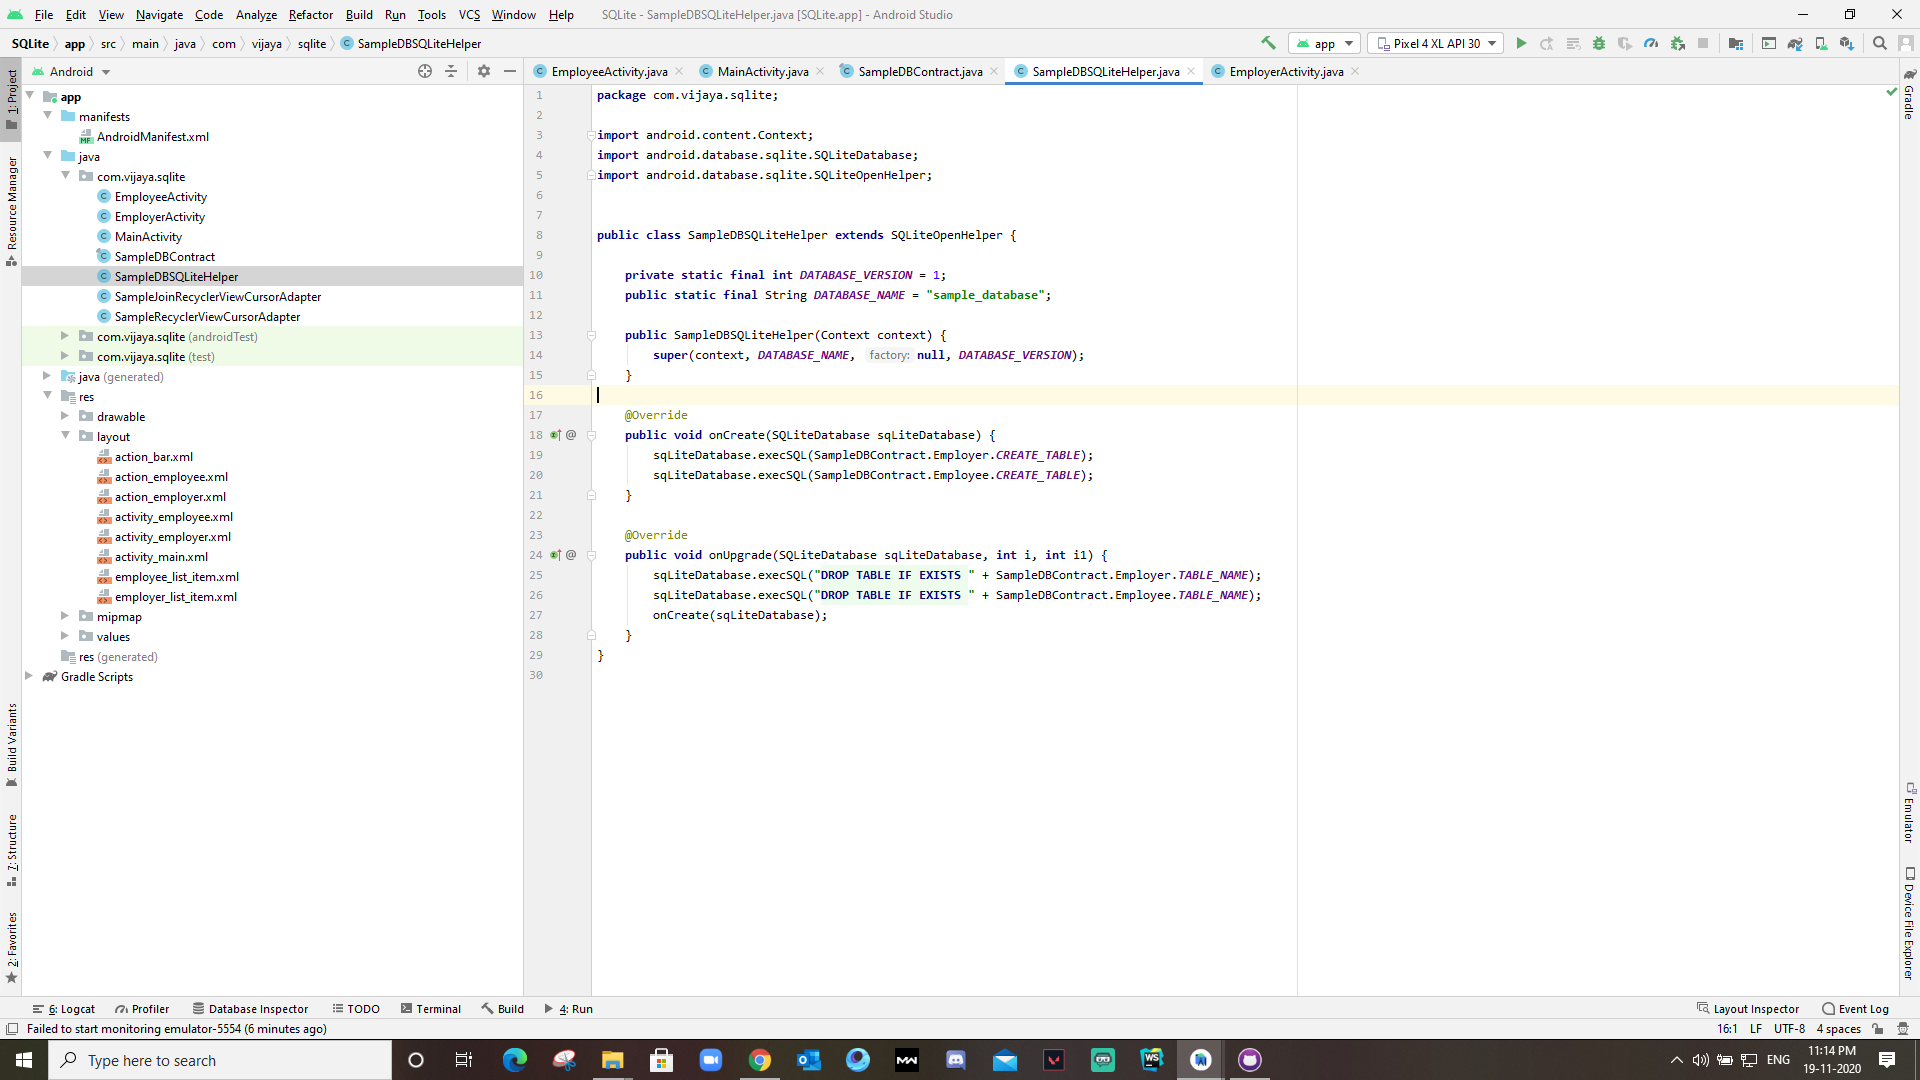 File Edit View Navigate Code Analyze Refactor Build Run Tools VCS Window Help SQLite - SampleDBSQLiteHelper.java [SQLite.app] - Android Studio
SQLite app src main java com vijaya sqlite SampleDBSQLiteHelper app Pixel 4 XL API 30
Android
EmployeeActivity.java MainActivity.java SampleDBContract.java SampleDBSQLiteHelper.java EmployerActivity.java
1: Project
Resource Manager
Build Variants
7: Structure
2: Favorites
app
manifests
AndroidManifest.xml
java
com.vijaya.sqlite
EmployeeActivity
EmployerActivity
MainActivity
SampleDBContract
SampleDBSQLiteHelper
SampleJoinRecyclerViewCursorAdapter
SampleRecyclerViewCursorAdapter
com.vijaya.sqlite (androidTest)
com.vijaya.sqlite (test)
java (generated)
res
drawable
layout
action_bar.xml
action_employee.xml
action_employer.xml
activity_employee.xml
activity_employer.xml
activity_main.xml
employee_list_item.xml
employer_list_item.xml
mipmap
values
res (generated)
Gradle Scripts
1 package com.vijaya.sqlite;
2
3 import android.content.Context;
4 import android.database.sqlite.SQLiteDatabase;
5 import android.database.sqlite.SQLiteOpenHelper;
6
7
8 public class SampleDBSQLiteHelper extends SQLiteOpenHelper {
9
10 private static final int DATABASE_VERSION = 1;
11 public static final String DATABASE_NAME = "sample_database";
12
13 public SampleDBSQLiteHelper(Context context) {
14 super(context, DATABASE_NAME, factory: null, DATABASE_VERSION);
15 }
16
17 @Override
18 @ public void onCreate(SQLiteDatabase sqLiteDatabase) {
19 sqLiteDatabase.execSQL(SampleDBContract.Employer.CREATE_TABLE);
20 sqLiteDatabase.execSQL(SampleDBContract.Employee.CREATE_TABLE);
21 }
22
23 @Override
24 @ public void onUpgrade(SQLiteDatabase sqLiteDatabase, int i, int i1) {
25 sqLiteDatabase.execSQL("DROP TABLE IF EXISTS " + SampleDBContract.Employer.TABLE_NAME);
26 sqLiteDatabase.execSQL("DROP TABLE IF EXISTS " + SampleDBContract.Employee.TABLE_NAME);
27 onCreate(sqLiteDatabase);
28 }
29 }
30
Gradle
Emulator
Device File Explorer
6: Logcat Profiler Database Inspector TODO Terminal Build 4: Run Layout Inspector Event Log
Failed to start monitoring emulator-5554 (6 minutes ago) 16:1 LF UTF-8 4 spaces
Type here to search ENG 11:14 PM
19-11-2020